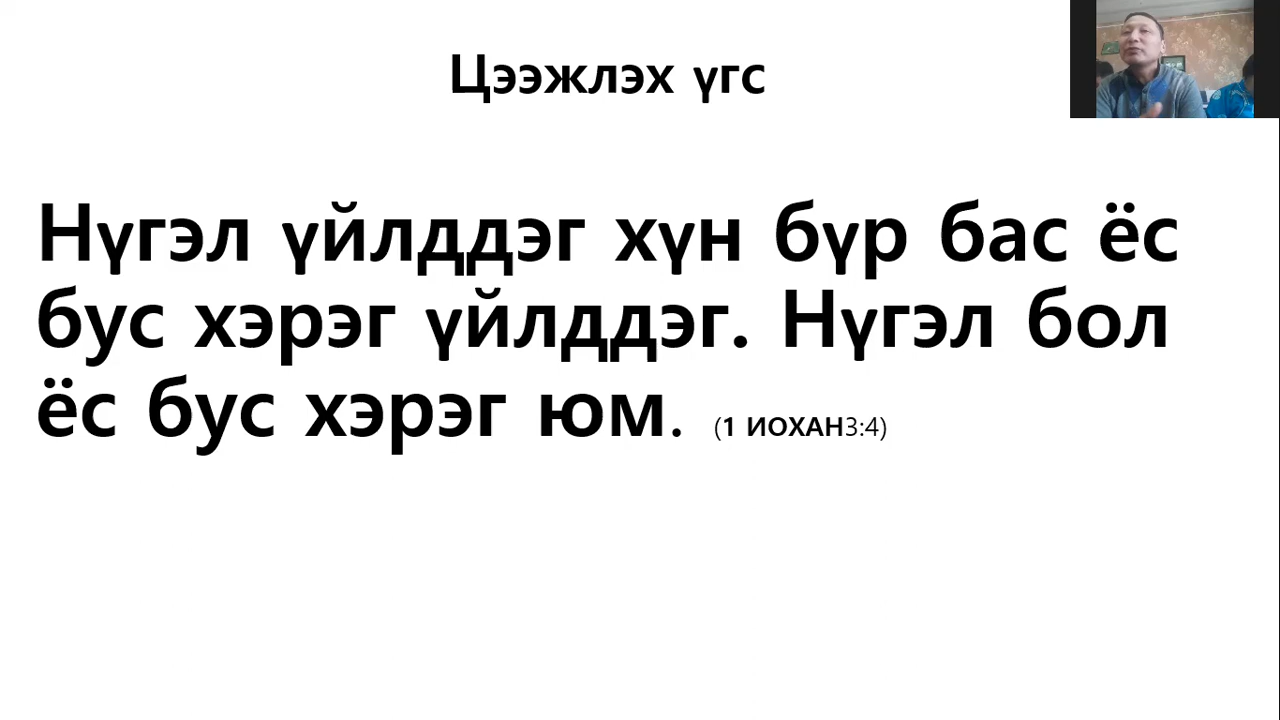 Цээжлэх үгс
Нүгэл үйлддэг хүн бүр бас ёс
бус хэрэг үйлддэг. Нүгэл бол
ёс бус хэрэг юм. (1 ИОХАН3:4)